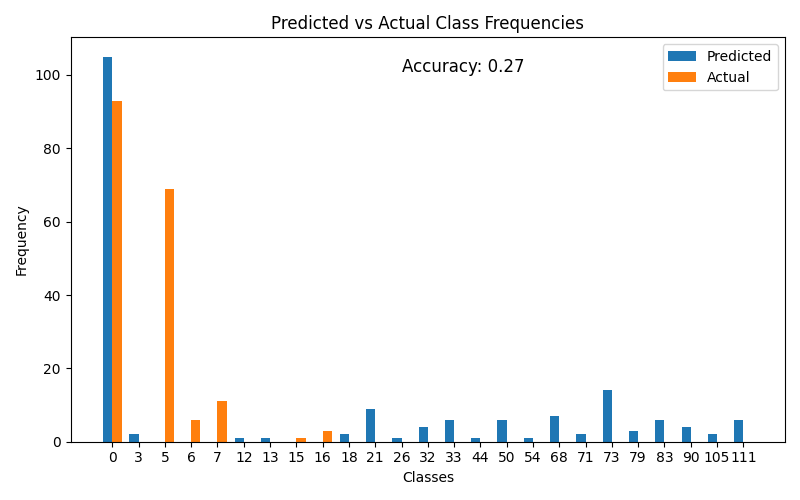 Predicted vs Actual Class Frequencies
Accuracy: 0.27
Predicted
Actual
Frequency
100
80
60
40
20
0
0 3 5 6 7 12 13 15 16 18 21 26 32 33 44 50 54 68 71 73 79 83 90 105 111
Classes